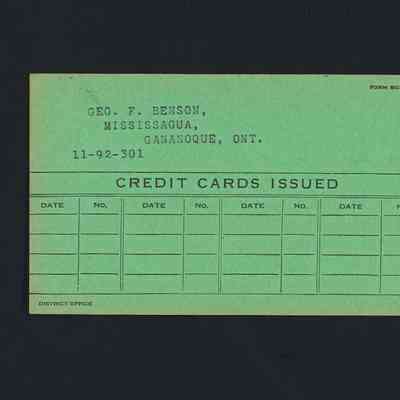 FORM
GEO. F. BENSON,
MISSISSAGUA,
GANANOQUE, ONT.
11-92-301
CREDIT CARDS ISSUED
DATE No. DATE No. DATE No. DATE
DISTRICT OFFICE